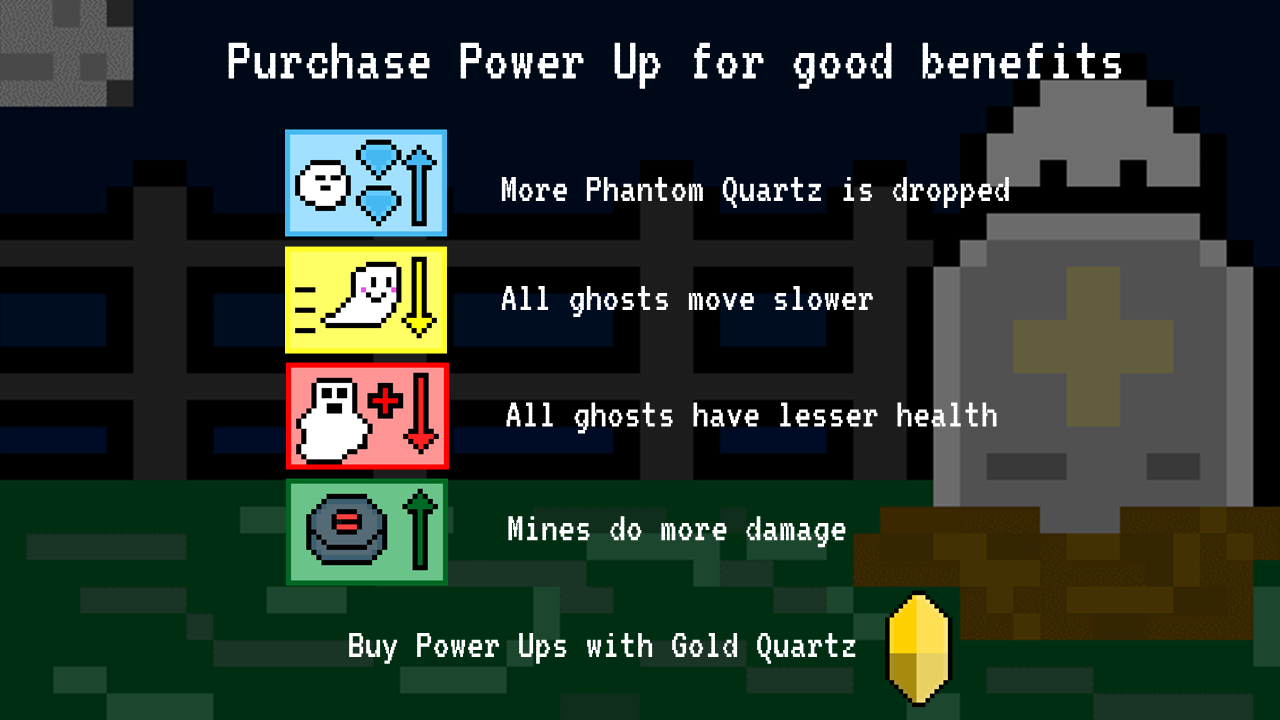 Purchase Power Up for good benefits
More Phantom Quartz is dropped
All ghosts move slower
All ghosts have lesser health
Mines do more damage
Buy Power Ups with Gold Quartz